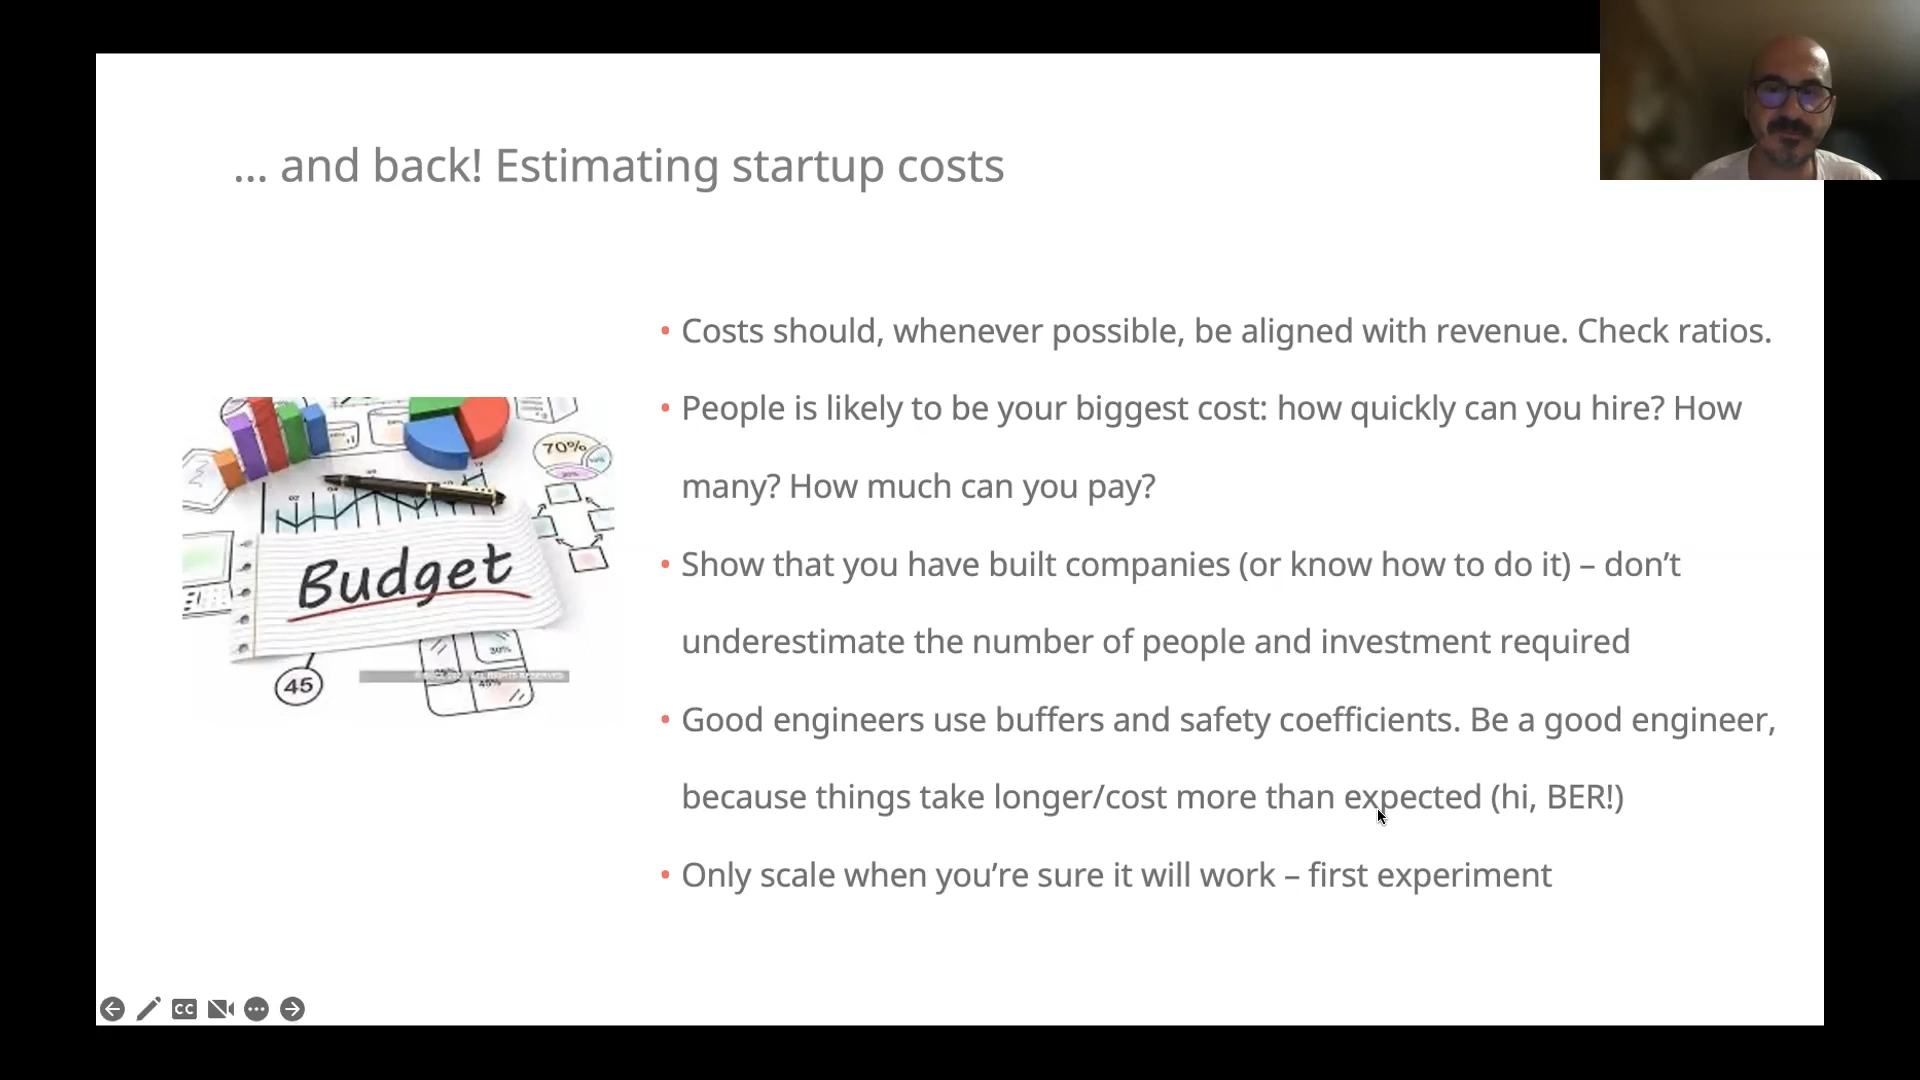 ... and back! Estimating startup costs
• Costs should, whenever possible, be aligned with revenue. Check ratios.
• People is likely to be your biggest cost: how quickly can you hire? How
many? How much can you pay?
• Show that you have built companies (or know how to do it) – don’t
underestimate the number of people and investment required
• Good engineers use buffers and safety coefficients. Be a good engineer,
because things take longer/cost more than expected (hi, BER!)
• Only scale when you’re sure it will work – first experiment
70%
Budget
30%
45
45%
CC